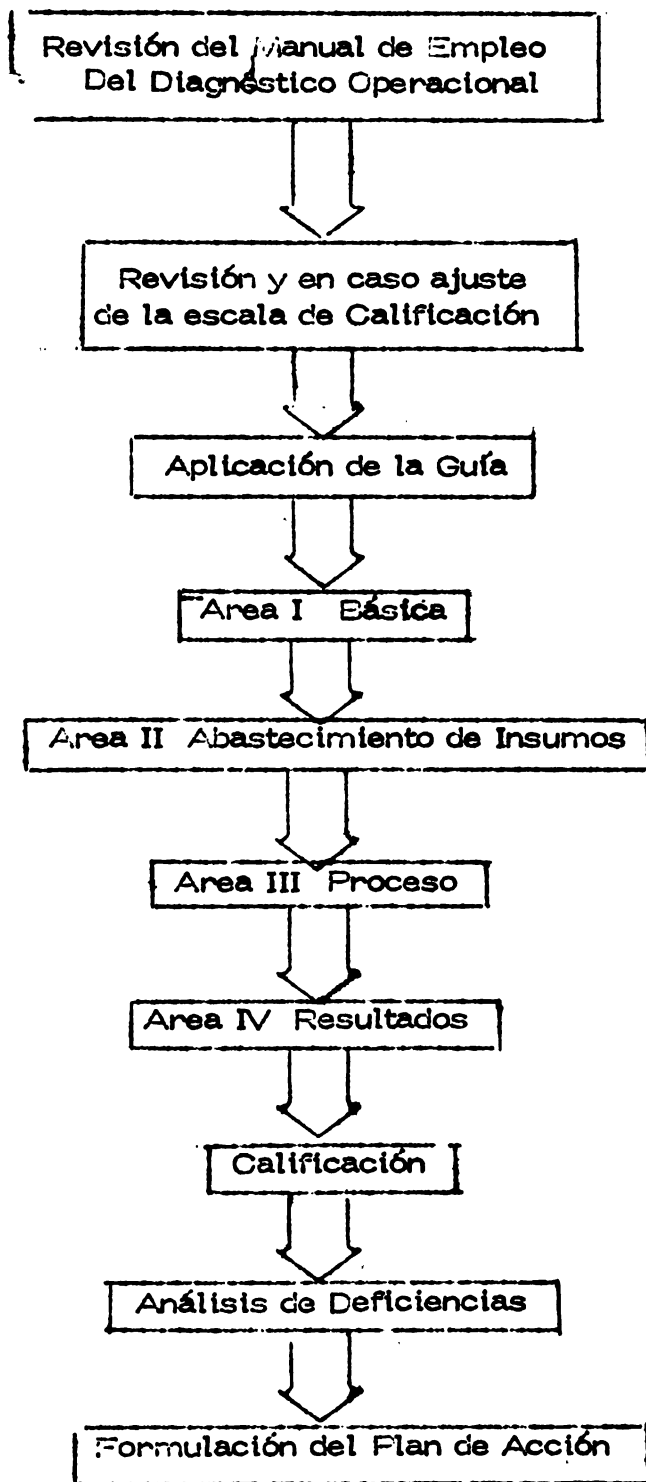 Revisión del Manual de Empleo
Del Diagnóstico Operacional
Revisión y en caso ajuste
de la escala de Calificación
Aplicación de la Guía
Area I Básica
Area II Abastecimiento de Insumos
Area III Proceso
Area IV Resultados
Calificación
Análisis de Deficiencias
Formulación del Plan de Acción